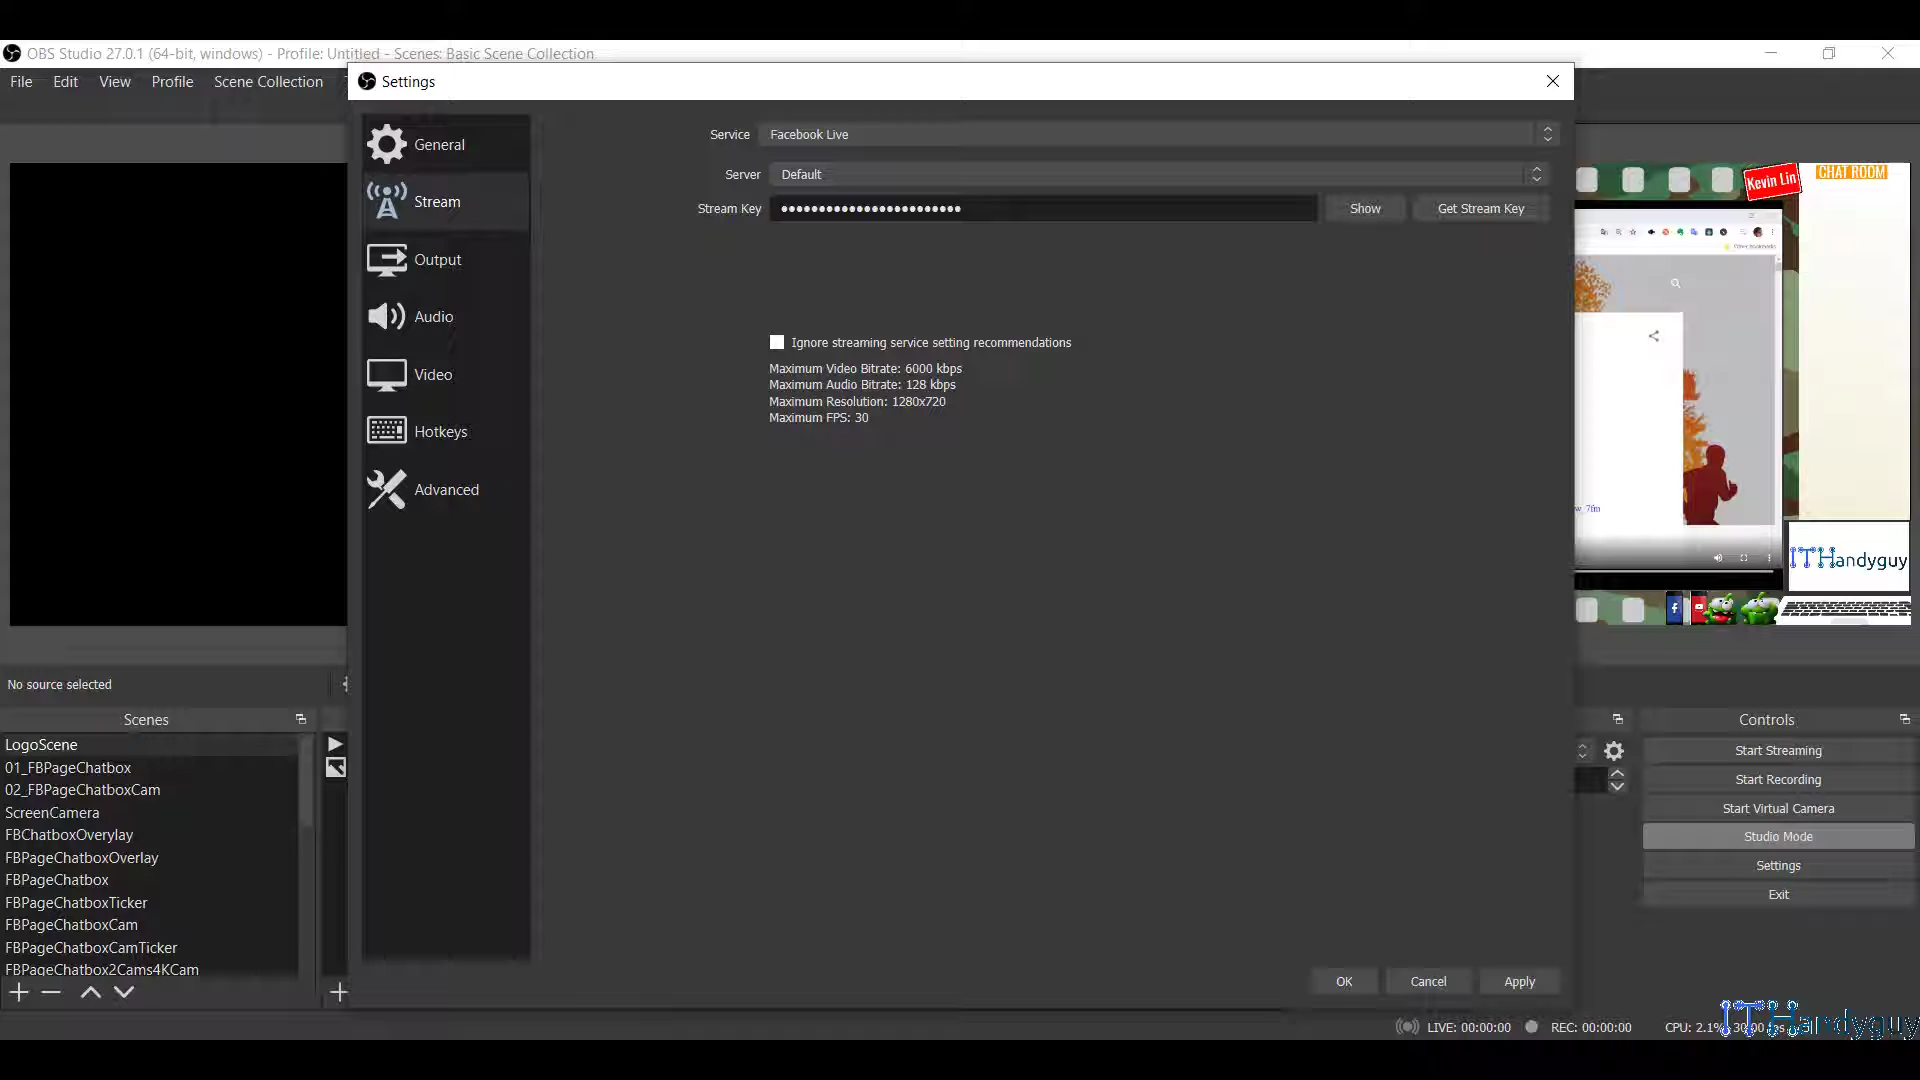 OBS Studio 27.0.1 (64-bit, windows) - Profile: Untitled - Scenes: Basic Scene Collection
File Edit View Profile Scene Collection
Settings
General
Stream
Output
Audio
Video
Hotkeys
Advanced
Service Facebook Live
Server Default
Stream Key Show Get Stream Key
Ignore streaming service setting recommendations
Maximum Video Bitrate: 6000 kbps
Maximum Audio Bitrate: 128 kbps
Maximum Resolution: 1280x720
Maximum FPS: 30
OK Cancel Apply
Kevin Lin
CHAT ROOM
Other bookmarks
ITHandyguy
No source selected
Scenes
LogoScene
01_FBPageChatbox
02_FBPageChatboxCam
ScreenCamera
FBChatboxOverylay
FBPageChatboxOverlay
FBPageChatbox
FBPageChatboxTicker
FBPageChatboxCam
FBPageChatboxCamTicker
FBPageChatbox2Cams4KCam
Controls
Start Streaming
Start Recording
Start Virtual Camera
Studio Mode
Settings
Exit
LIVE: 00:00:00 REC: 00:00:00 CPU: 2.1%
ITHandyguy